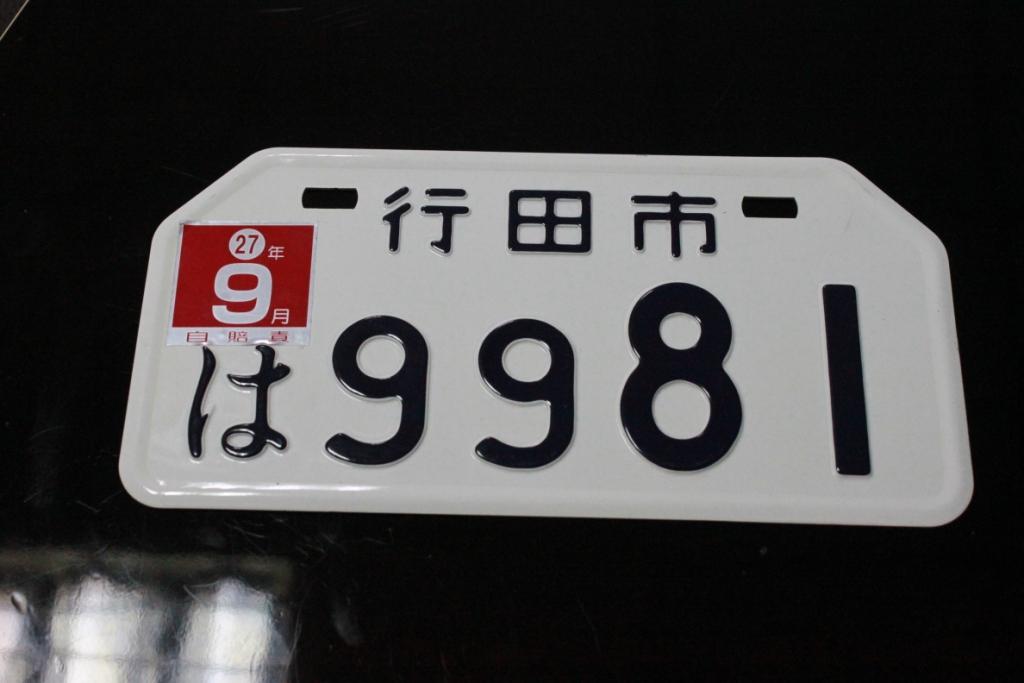 行田市
27年
9月
自賠責
は9981